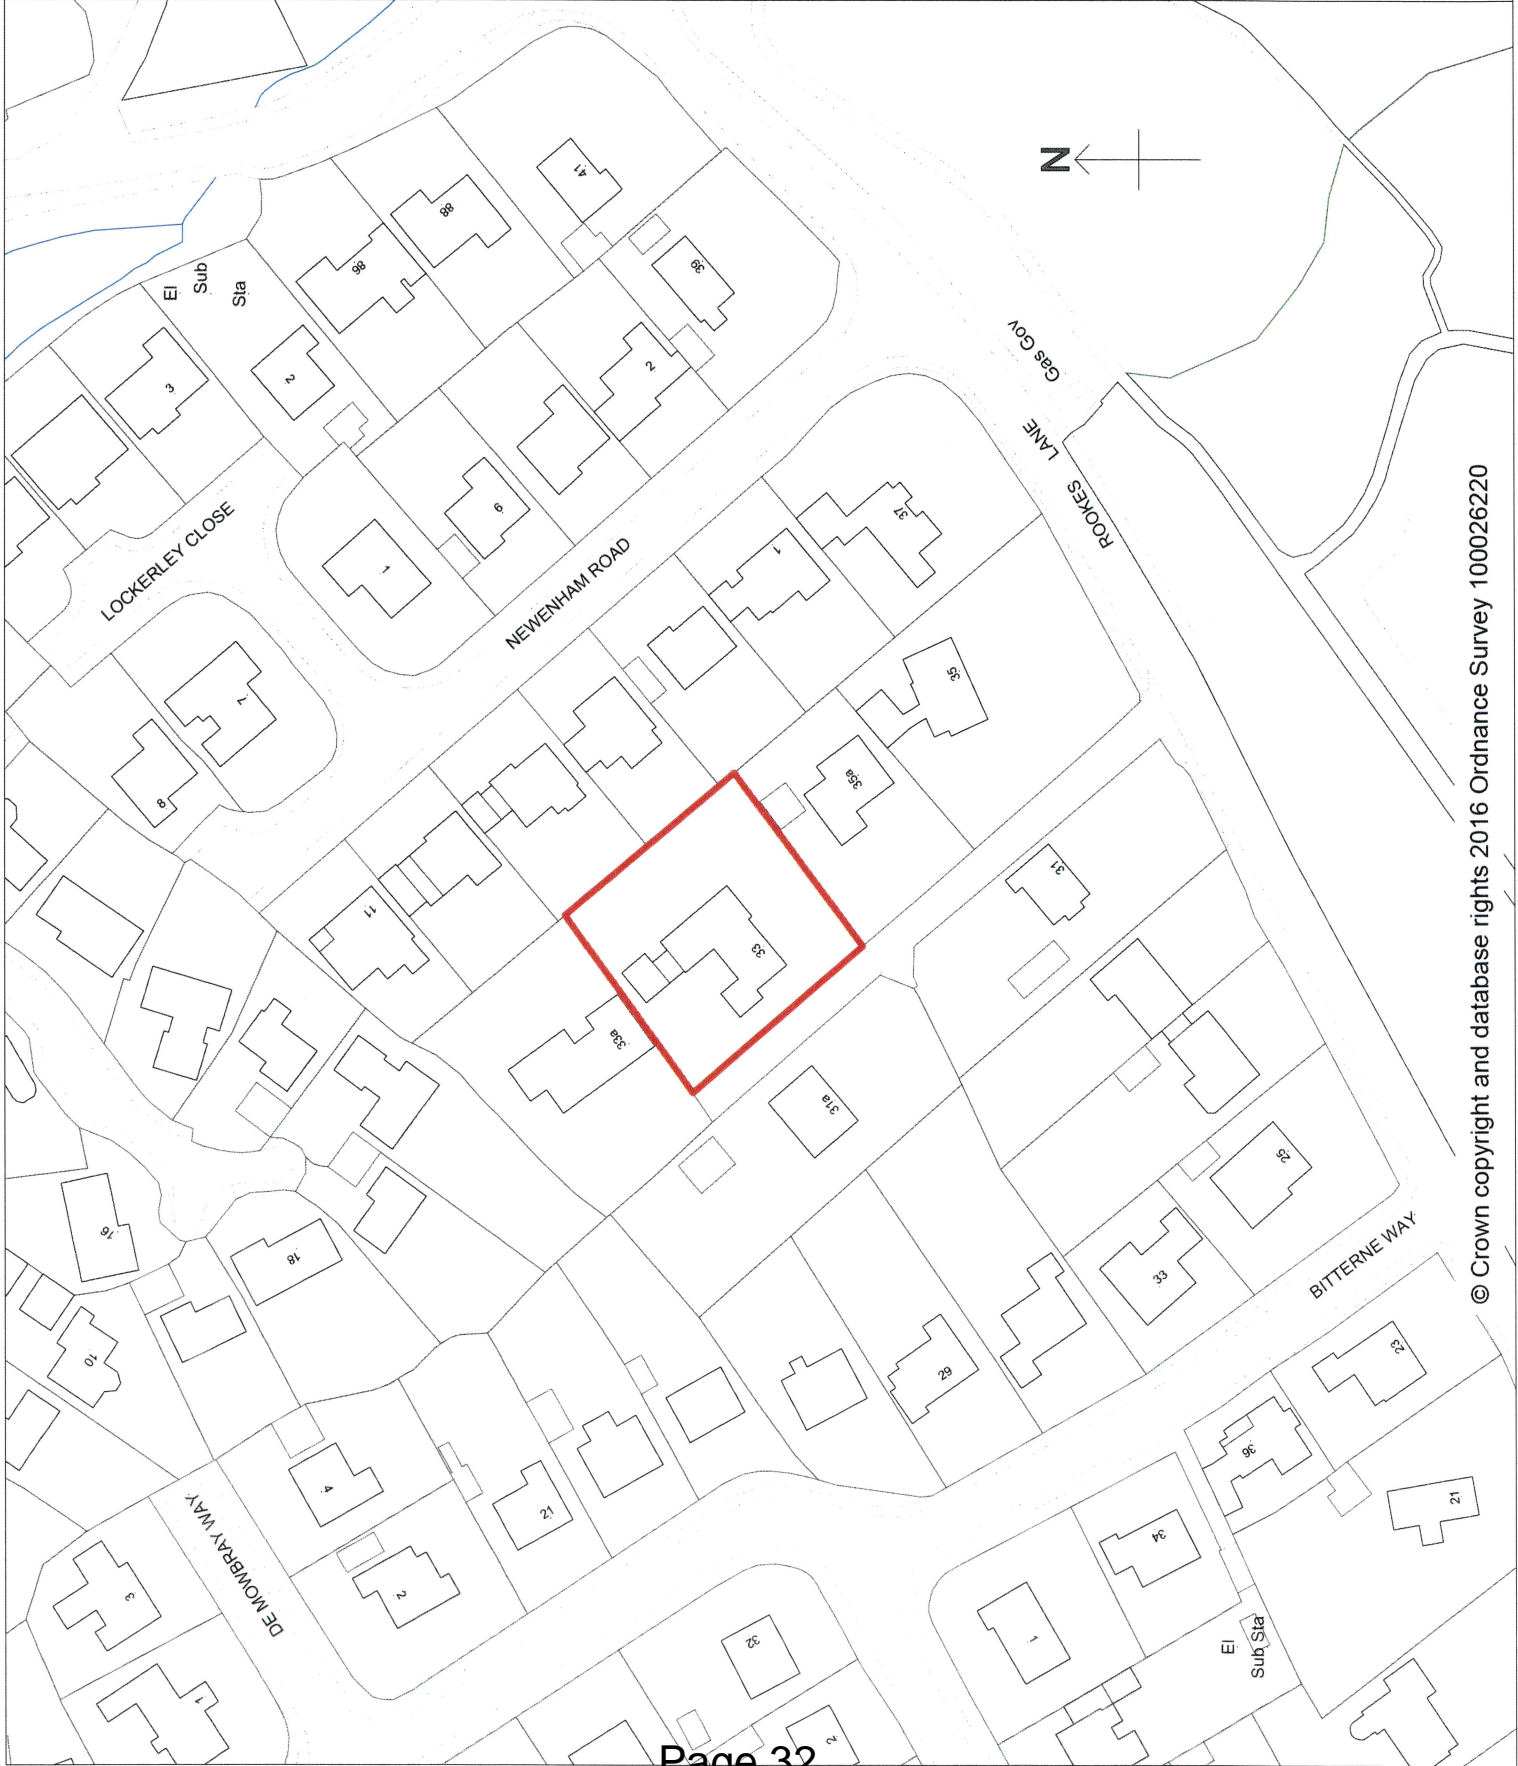 El
Sub
Sta
41
88
86
39
3
2
2
Gas Gov
ROOKES LANE
N
LOCKERLEY CLOSE
1
6
37
NEWENHAM ROAD
1
7
8
35
35a
11
33
33a
31
31a
16
18
10
25
33
29
BITTERNE WAY
23
36
21
4
21
2
DE MOWBRAY WAY
3
1
34
1
32
2
El
Sub Sta
© Crown copyright and database rights 2016 Ordnance Survey 100026220
Page 32